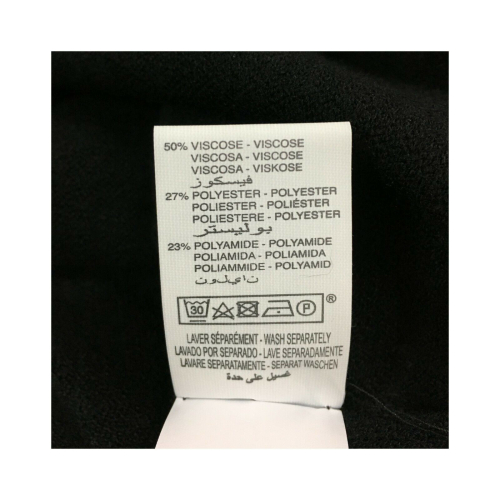 50% VISCOSE - VISCOSE
VISCOSA - VISCOSE
VISCOSA - VISKOSE
فيسكوز
27% POLYESTER - POLYESTER
POLIESTER - POLIÉSTER
POLIESTERE - POLYESTER
بوليستر
23% POLYAMIDE - POLYAMIDE
POLIAMIDA - POLIAMIDA
POLIAMMIDE - POLYAMID
نايلون
30 P ®
LAVER SÉPARÉMENT - WASH SEPARATELY
LAVADO POR SEPARADO - LAVE SEPARADAMENTE
LAVARE SEPARATAMENTE - SEPARAT WASCHEN
غسيل على حدة